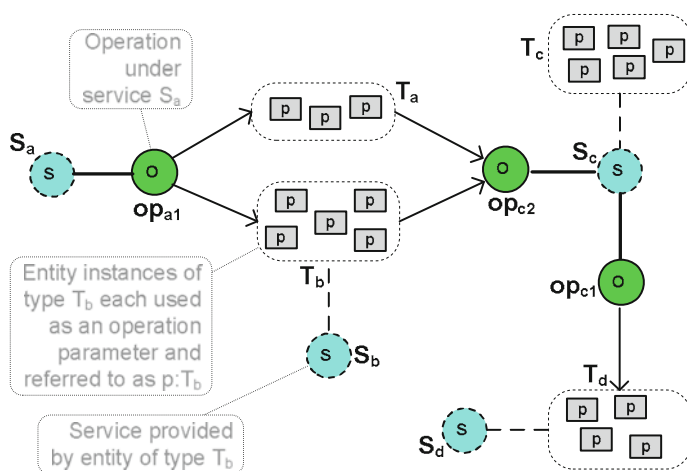 Operation
under
service Sa
Tc
p p p
p p
Ta
p p p
Sa
s
o
opa1
o
opc2
Sc
s
p p
p
p p
Entity instances of
type Tb each used
as an operation
parameter and
referred to as p:Tb
Tb
opc1
o
s
Sb
Td
p p
p p
Service provided
by entity of type Tb
s
Sd